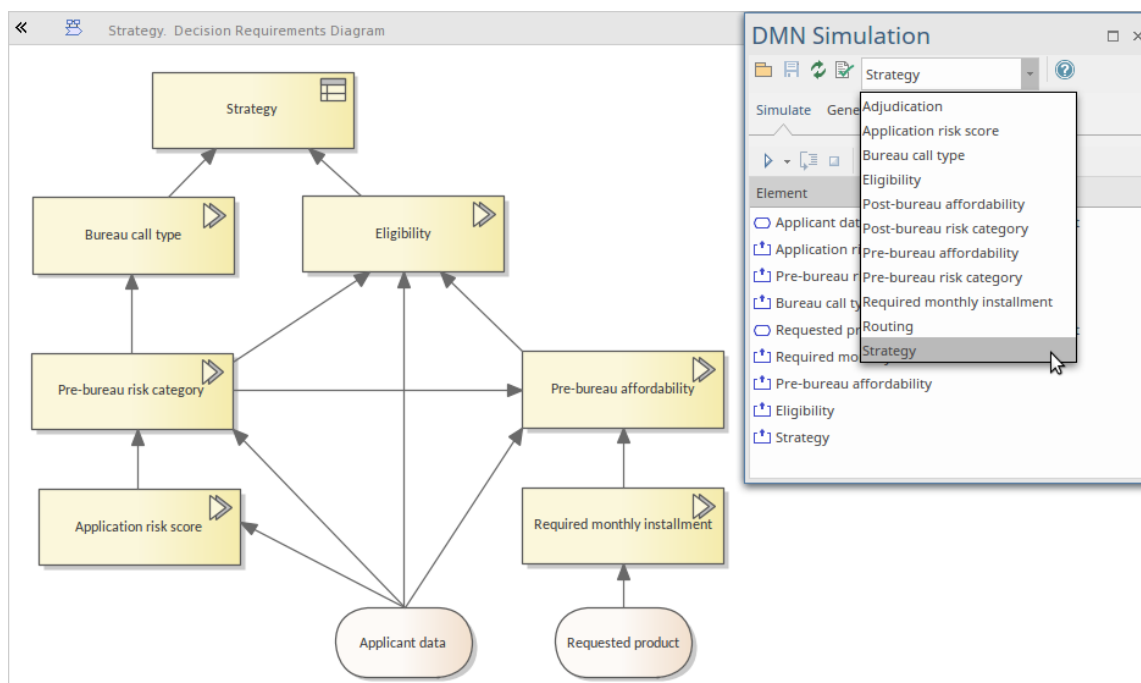 Strategy. Decision Requirements Diagram
Strategy
Bureau call type
Eligibility
Pre-bureau risk category
Pre-bureau affordability
Application risk score
Required monthly installment
Applicant data
Requested product
DMN Simulation
Strategy
Simulate Gene
Adjudication
Application risk score
Bureau call type
Eligibility
Post-bureau affordability
Post-bureau risk category
Pre-bureau affordability
Pre-bureau risk category
Required monthly installment
Routing
Strategy
Element
Applicant dat
Application ri
Pre-bureau r
Bureau call ty
Requested pr
Required mo
Pre-bureau affordability
Eligibility
Strategy